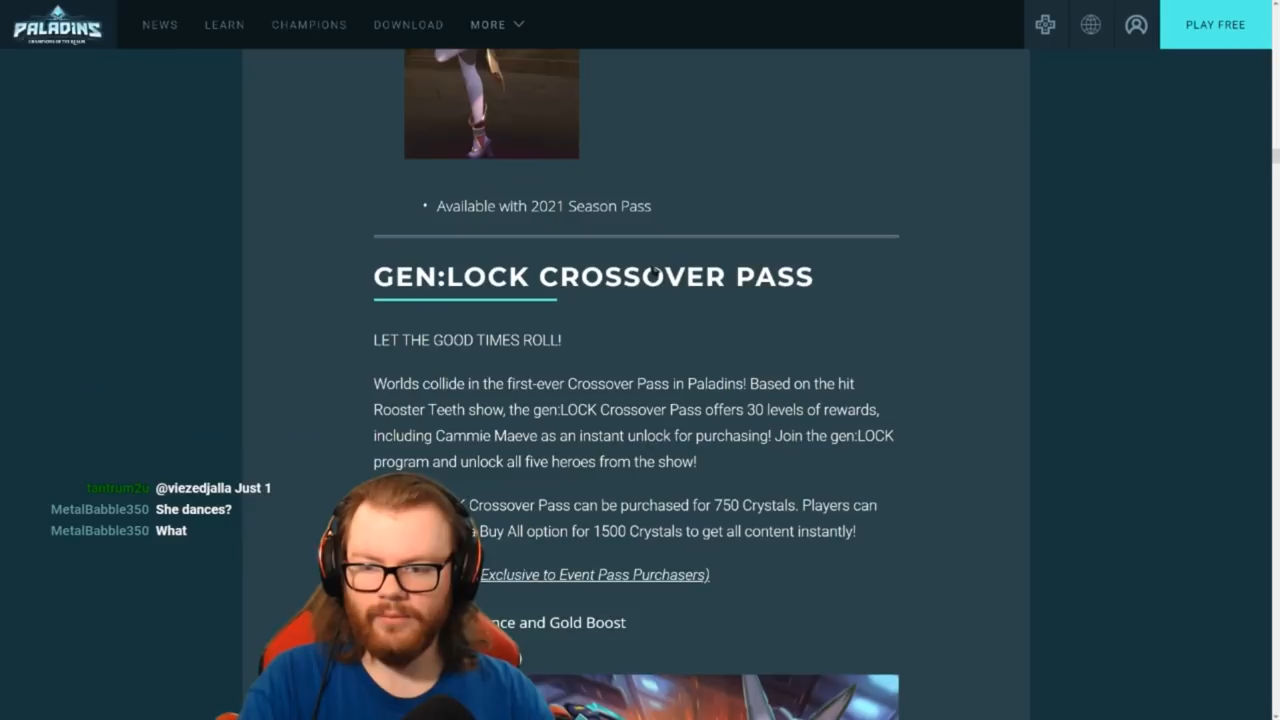 PALADINS
CHAMPIONS OF THE REALM
NEWS
LEARN
CHAMPIONS
DOWNLOAD
MORE
PLAY FREE
• Available with 2021 Season Pass
GEN:LOCK CROSSOVER PASS
LET THE GOOD TIMES ROLL!
Worlds collide in the first-ever Crossover Pass in Paladins! Based on the hit
Rooster Teeth show, the gen:LOCK Crossover Pass offers 30 levels of rewards,
including Cammie Maeve as an instant unlock for purchasing! Join the gen:LOCK
program and unlock all five heroes from the show!
Crossover Pass can be purchased for 750 Crystals. Players can
Buy All option for 1500 Crystals to get all content instantly!
Exclusive to Event Pass Purchasers)
and Gold Boost
tantrum2u @viezedjalla Just 1
MetalBabble350 She dances?
MetalBabble350 What